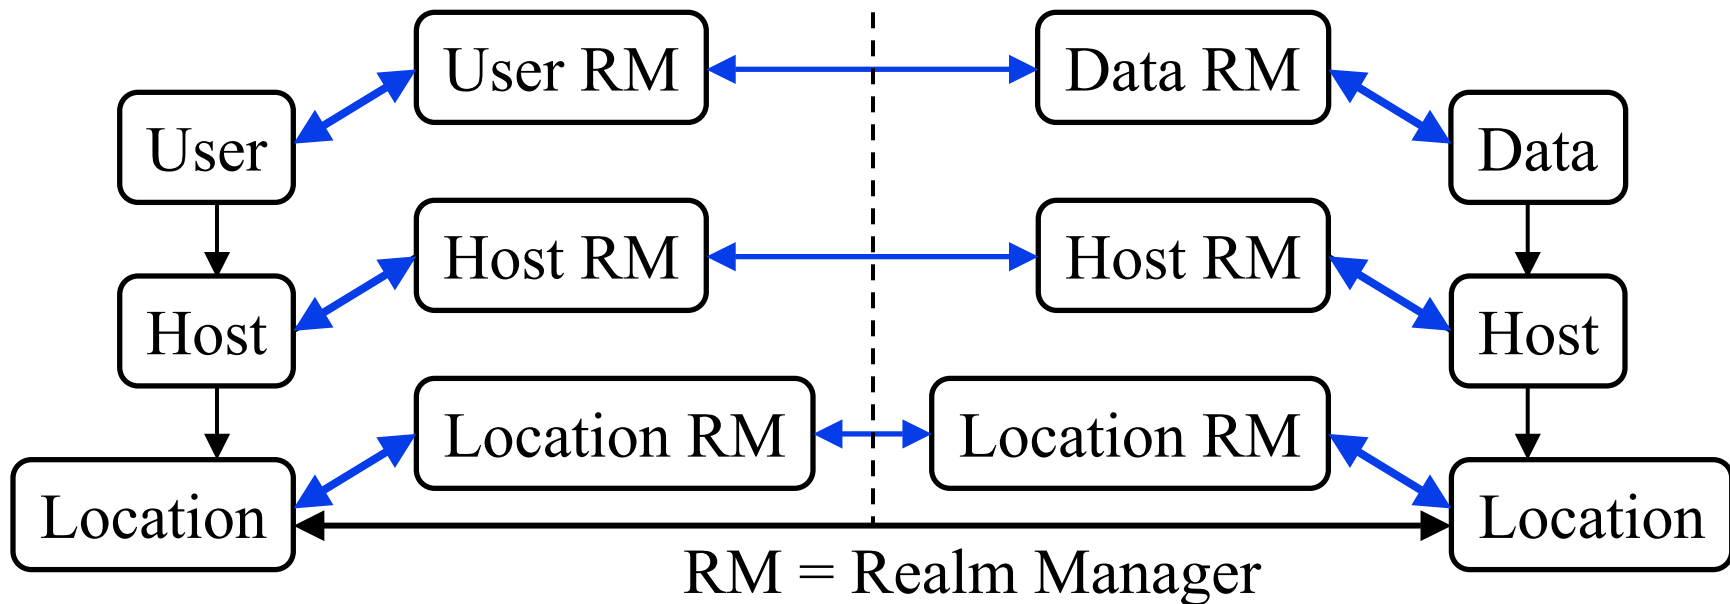 User RM
Data RM
User
Data
Host RM
Host RM
Host
Host
Location RM
Location RM
Location
Location
RM = Realm Manager